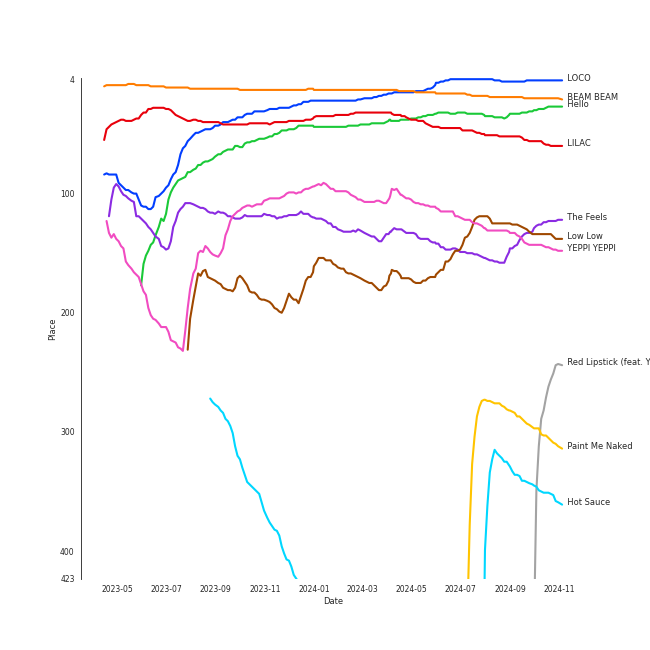 4
100
200
300
400
423
Place
LOCO
BEAM BEAM
Hello
LILAC
The Feels
Low Low
YEPPI YEPPI
Red Lipstick (feat. Y
Paint Me Naked
Hot Sauce
2023-05 2023-07 2023-09 2023-11 2024-01 2024-03 2024-05 2024-07 2024-09 2024-11
Date